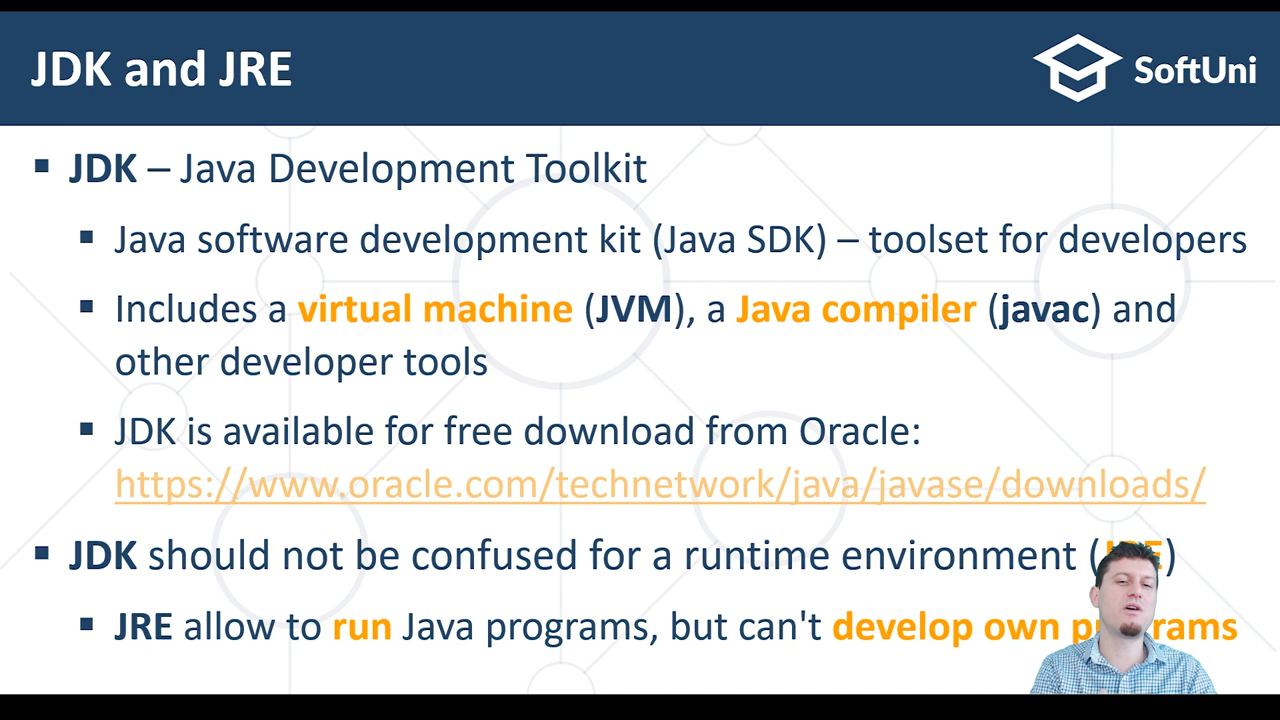 JDK and JRE
SoftUni
▪ JDK – Java Development Toolkit
▪ Java software development kit (Java SDK) – toolset for developers
▪ Includes a virtual machine (JVM), a Java compiler (javac) and
other developer tools
▪ JDK is available for free download from Oracle:
https://www.oracle.com/technetwork/java/javase/downloads/
▪ JDK should not be confused for a runtime environment (JRE)
▪ JRE allow to run Java programs, but can't develop own programs